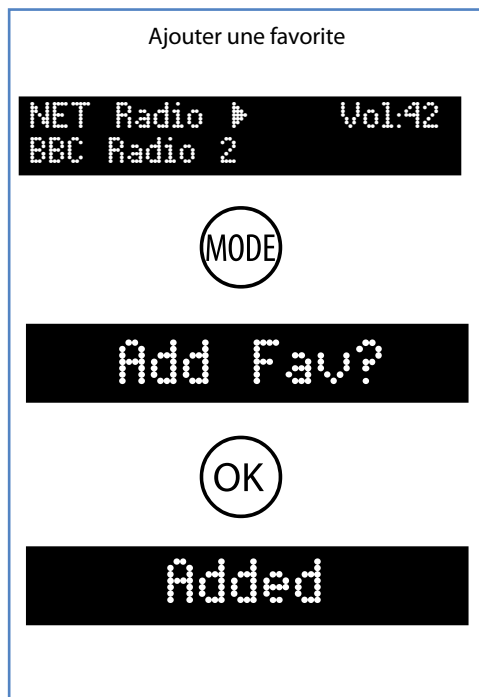 Ajouter une favorite
NET Radio ▶ Vol:42
BBC Radio 2
MODE
Add Fav?
OK
Added